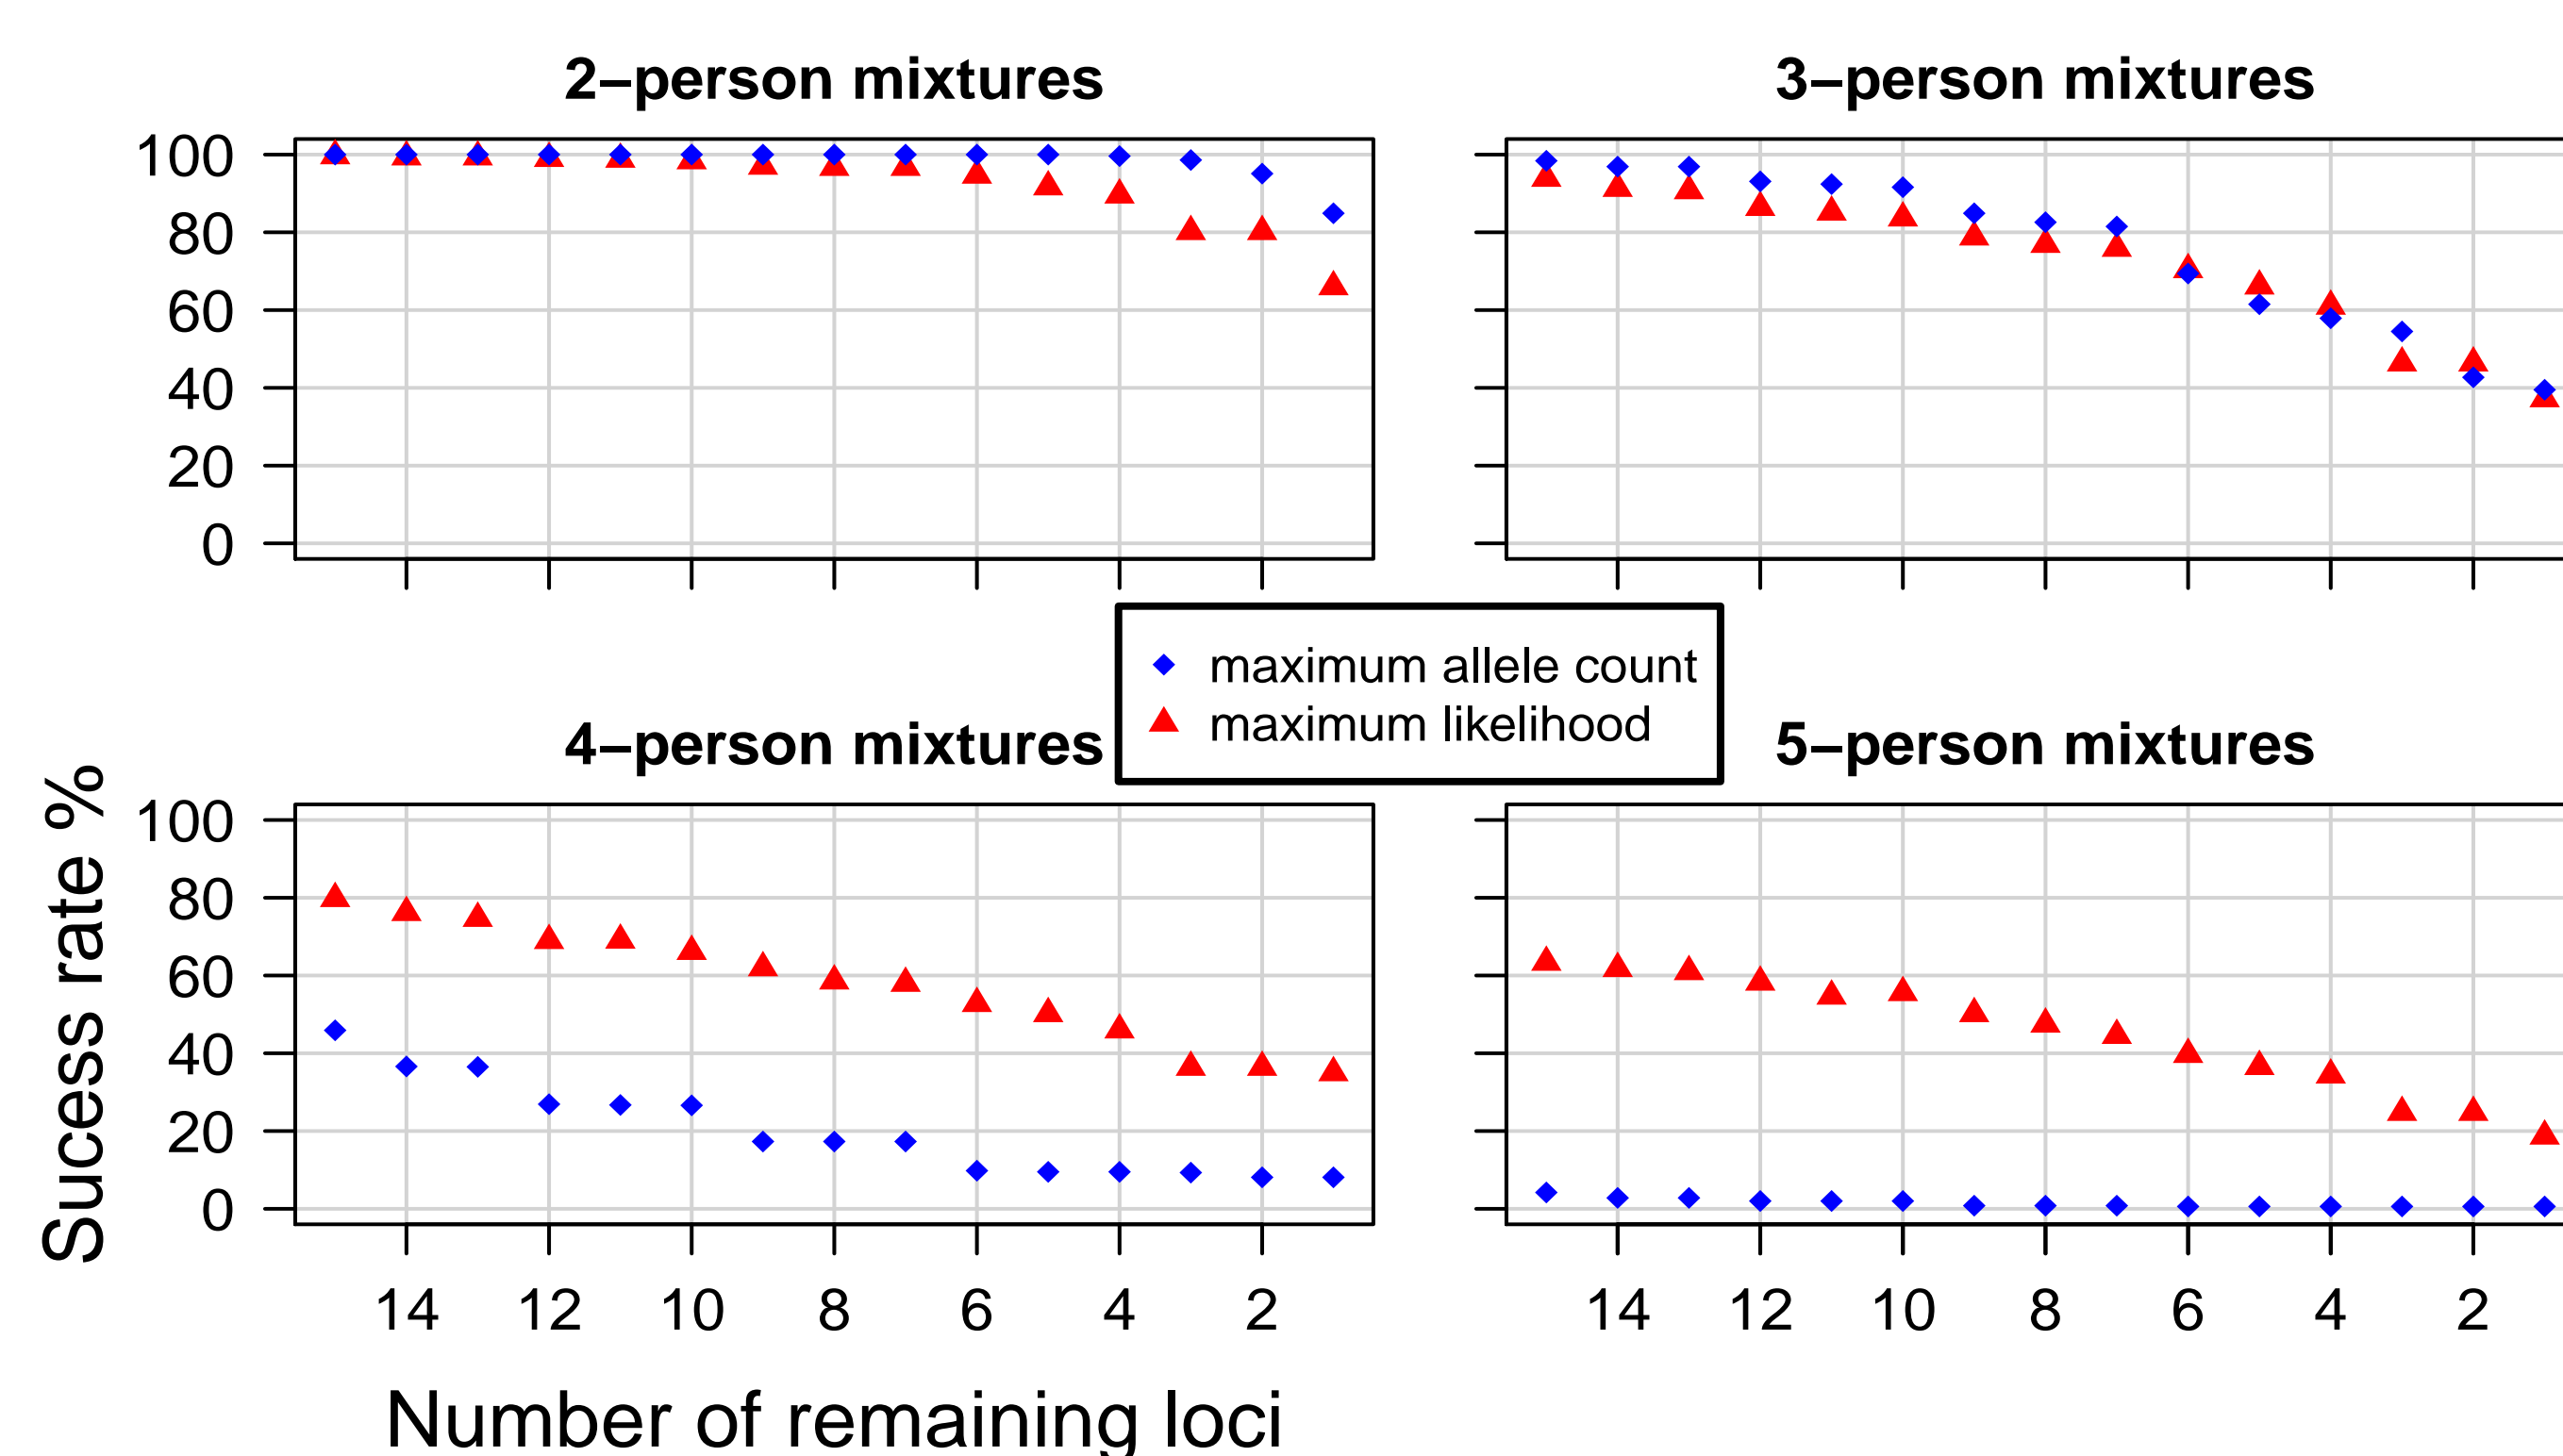 2–person mixtures
3–person mixtures
100
80
60
40
20
0
maximum allele count
maximum likelihood
4–person mixtures
5–person mixtures
Sucess rate %
100
80
60
40
20
0
14 12 10 8 6 4 2
14 12 10 8 6 4 2
Number of remaining loci